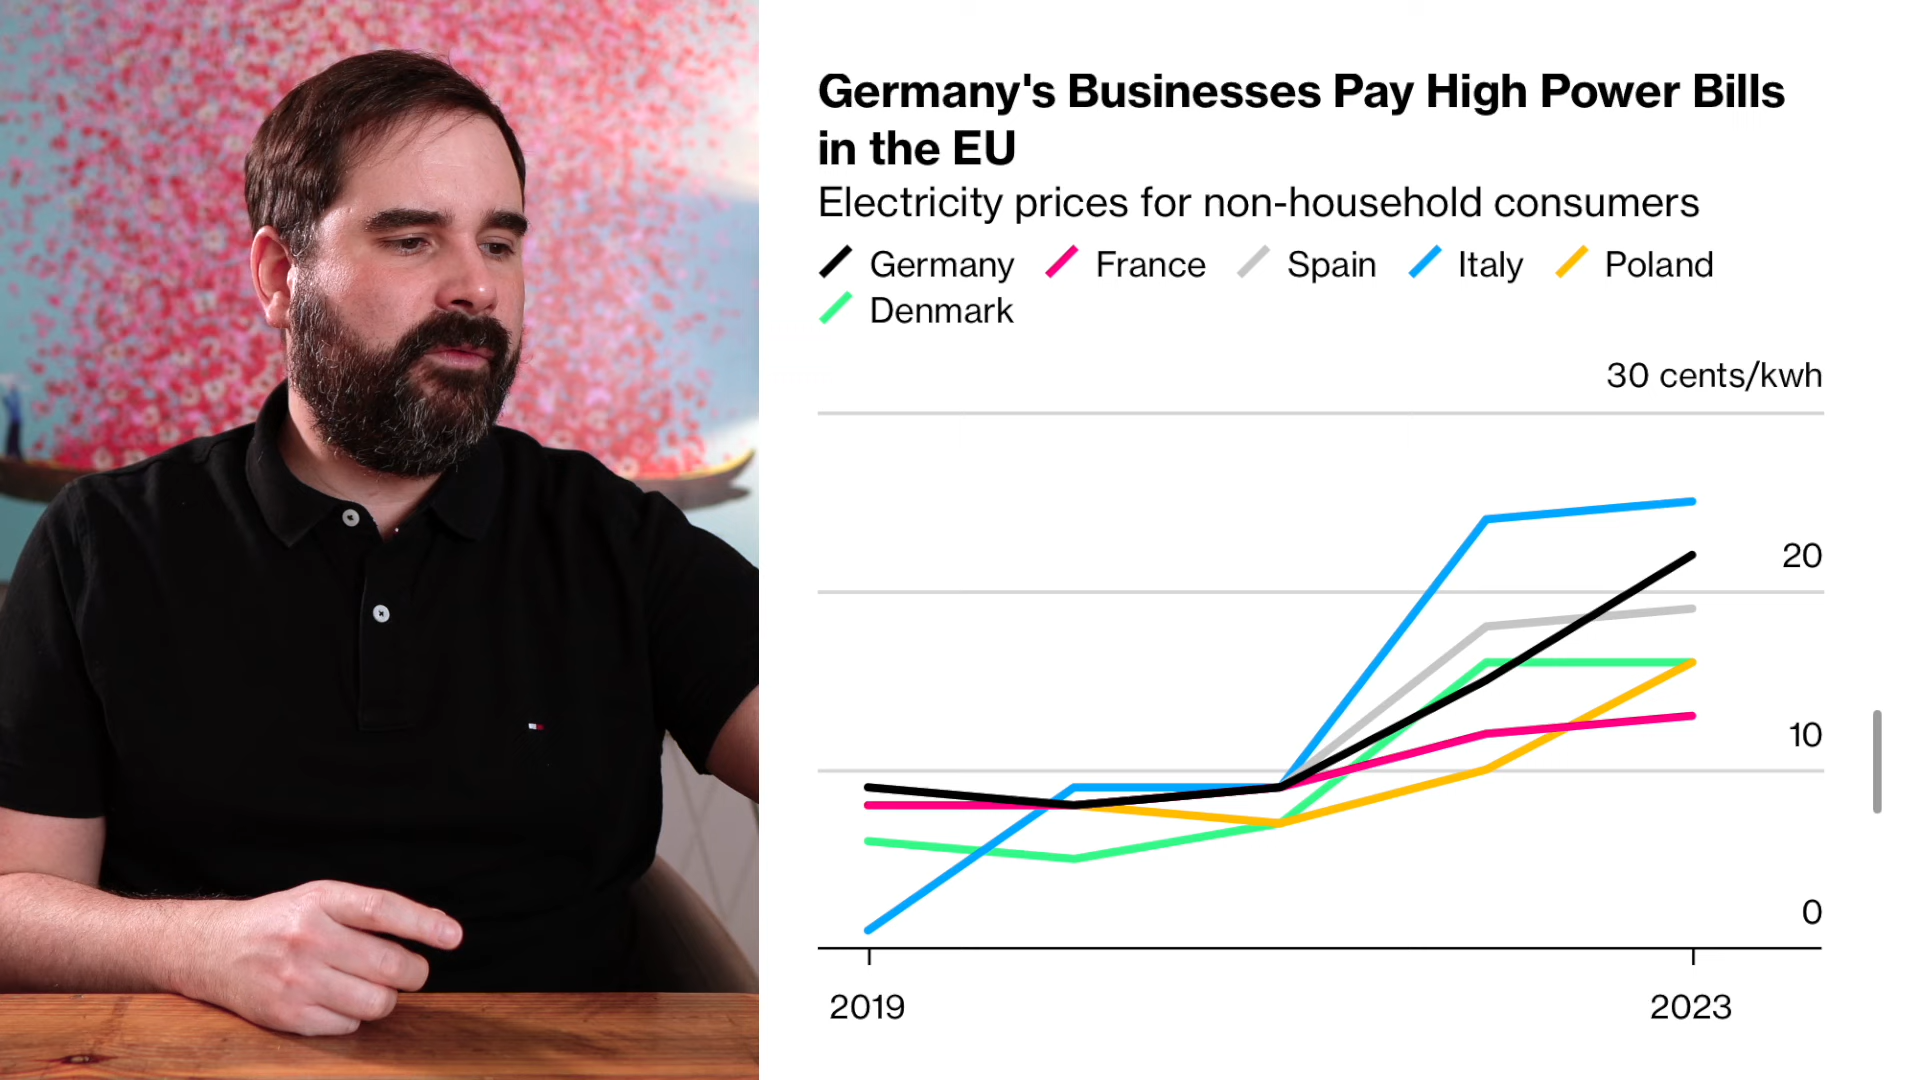 Germany's Businesses Pay High Power Bills
in the EU
Electricity prices for non-household consumers
Germany France Spain Italy Poland
Denmark
30 cents/kwh
20
10
0
2019 2023